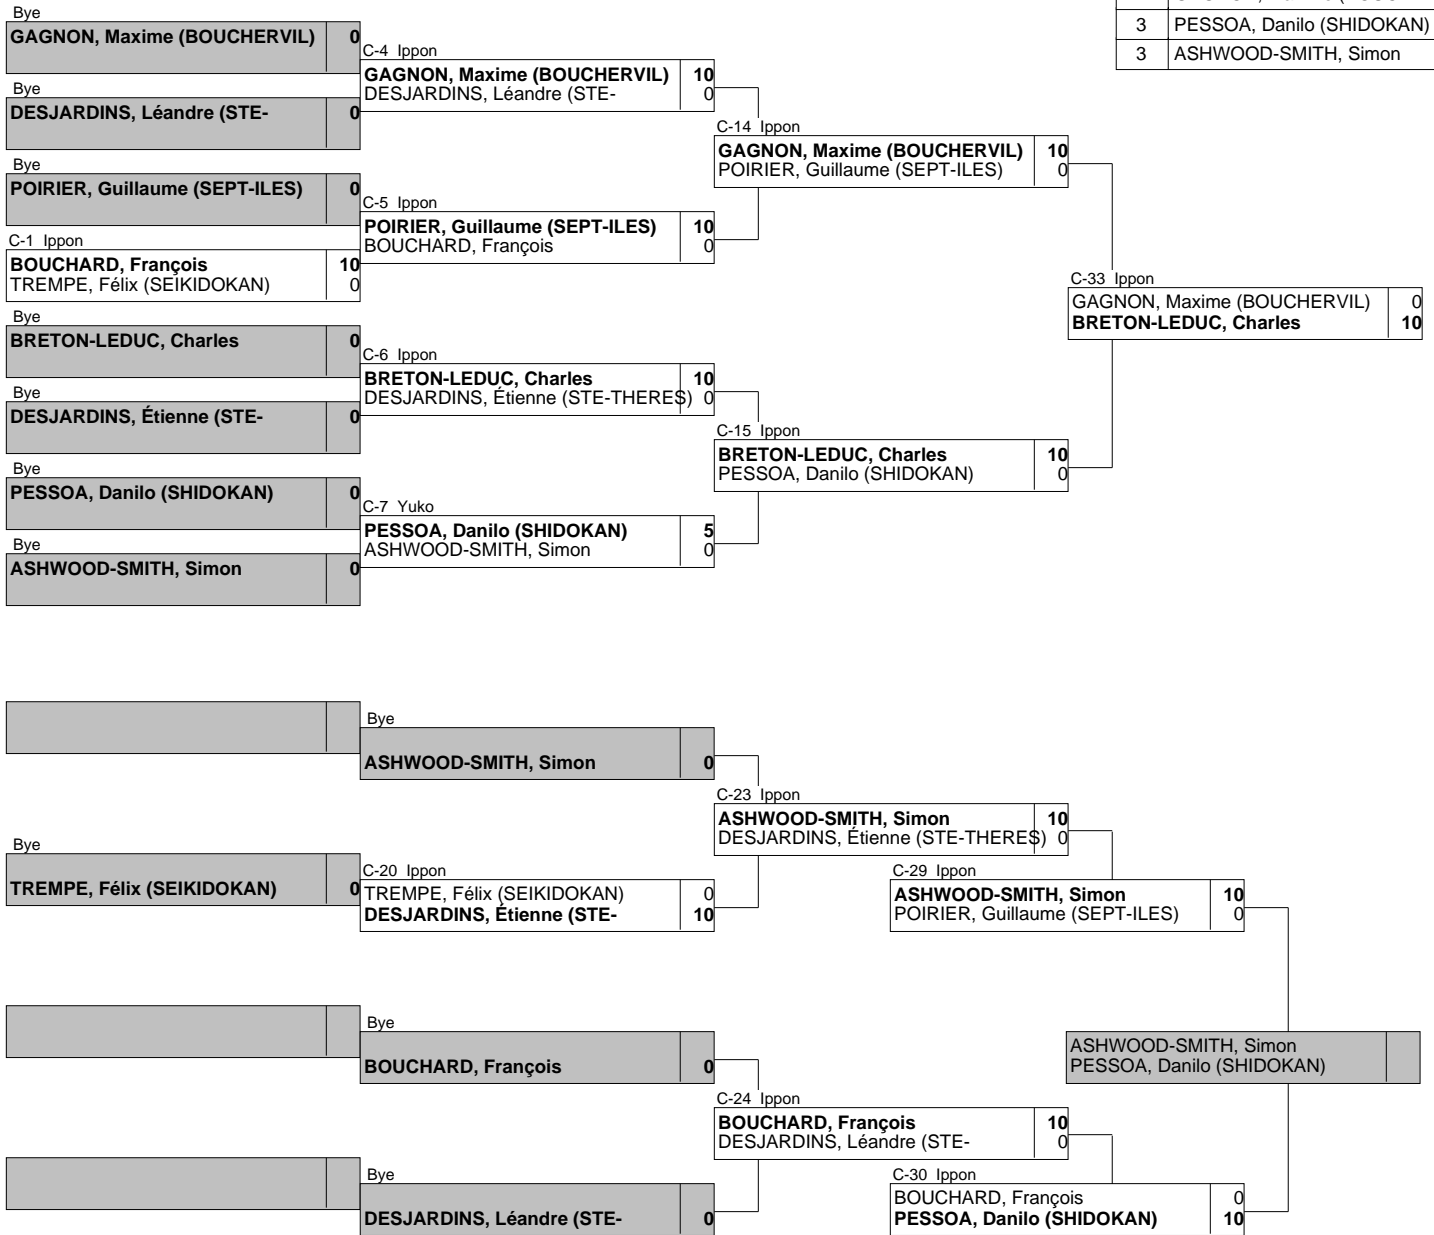 3 PESSOA, Danilo (SHIDOKAN)
3 ASHWOOD-SMITH, Simon
Bye
GAGNON, Maxime (BOUCHERVIL) 0
Bye
DESJARDINS, Léandre (STE- 0
Bye
POIRIER, Guillaume (SEPT-ILES) 0
C-1 Ippon
BOUCHARD, François 10
TREMPE, Félix (SEIKIDOKAN) 0
Bye
BRETON-LEDUC, Charles 0
Bye
DESJARDINS, Étienne (STE- 0
Bye
PESSOA, Danilo (SHIDOKAN) 0
Bye
ASHWOOD-SMITH, Simon 0
C-4 Ippon
GAGNON, Maxime (BOUCHERVIL) 10
DESJARDINS, Léandre (STE- 0
C-5 Ippon
POIRIER, Guillaume (SEPT-ILES) 10
BOUCHARD, François 0
C-6 Ippon
BRETON-LEDUC, Charles 10
DESJARDINS, Étienne (STE-THERES) 0
C-7 Yuko
PESSOA, Danilo (SHIDOKAN) 5
ASHWOOD-SMITH, Simon 0
C-14 Ippon
GAGNON, Maxime (BOUCHERVIL) 10
POIRIER, Guillaume (SEPT-ILES) 0
C-15 Ippon
BRETON-LEDUC, Charles 10
PESSOA, Danilo (SHIDOKAN) 0
C-33 Ippon
GAGNON, Maxime (BOUCHERVIL) 0
BRETON-LEDUC, Charles 10
Bye
TREMPE, Félix (SEIKIDOKAN) 0
Bye
ASHWOOD-SMITH, Simon 0
C-20 Ippon
TREMPE, Félix (SEIKIDOKAN) 0
DESJARDINS, Étienne (STE- 10
Bye
BOUCHARD, François 0
Bye
DESJARDINS, Léandre (STE- 0
C-23 Ippon
ASHWOOD-SMITH, Simon 10
DESJARDINS, Étienne (STE-THERES) 0
C-24 Ippon
BOUCHARD, François 10
DESJARDINS, Léandre (STE- 0
C-29 Ippon
ASHWOOD-SMITH, Simon 10
POIRIER, Guillaume (SEPT-ILES) 0
C-30 Ippon
BOUCHARD, François 0
PESSOA, Danilo (SHIDOKAN) 10
ASHWOOD-SMITH, Simon
PESSOA, Danilo (SHIDOKAN)